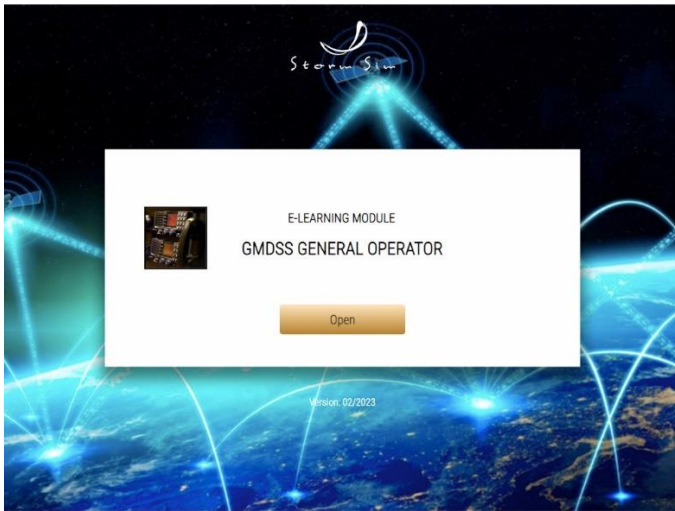 Storm Sim
E-LEARNING MODULE
GMDSS GENERAL OPERATOR
Open
Version: 02/2023